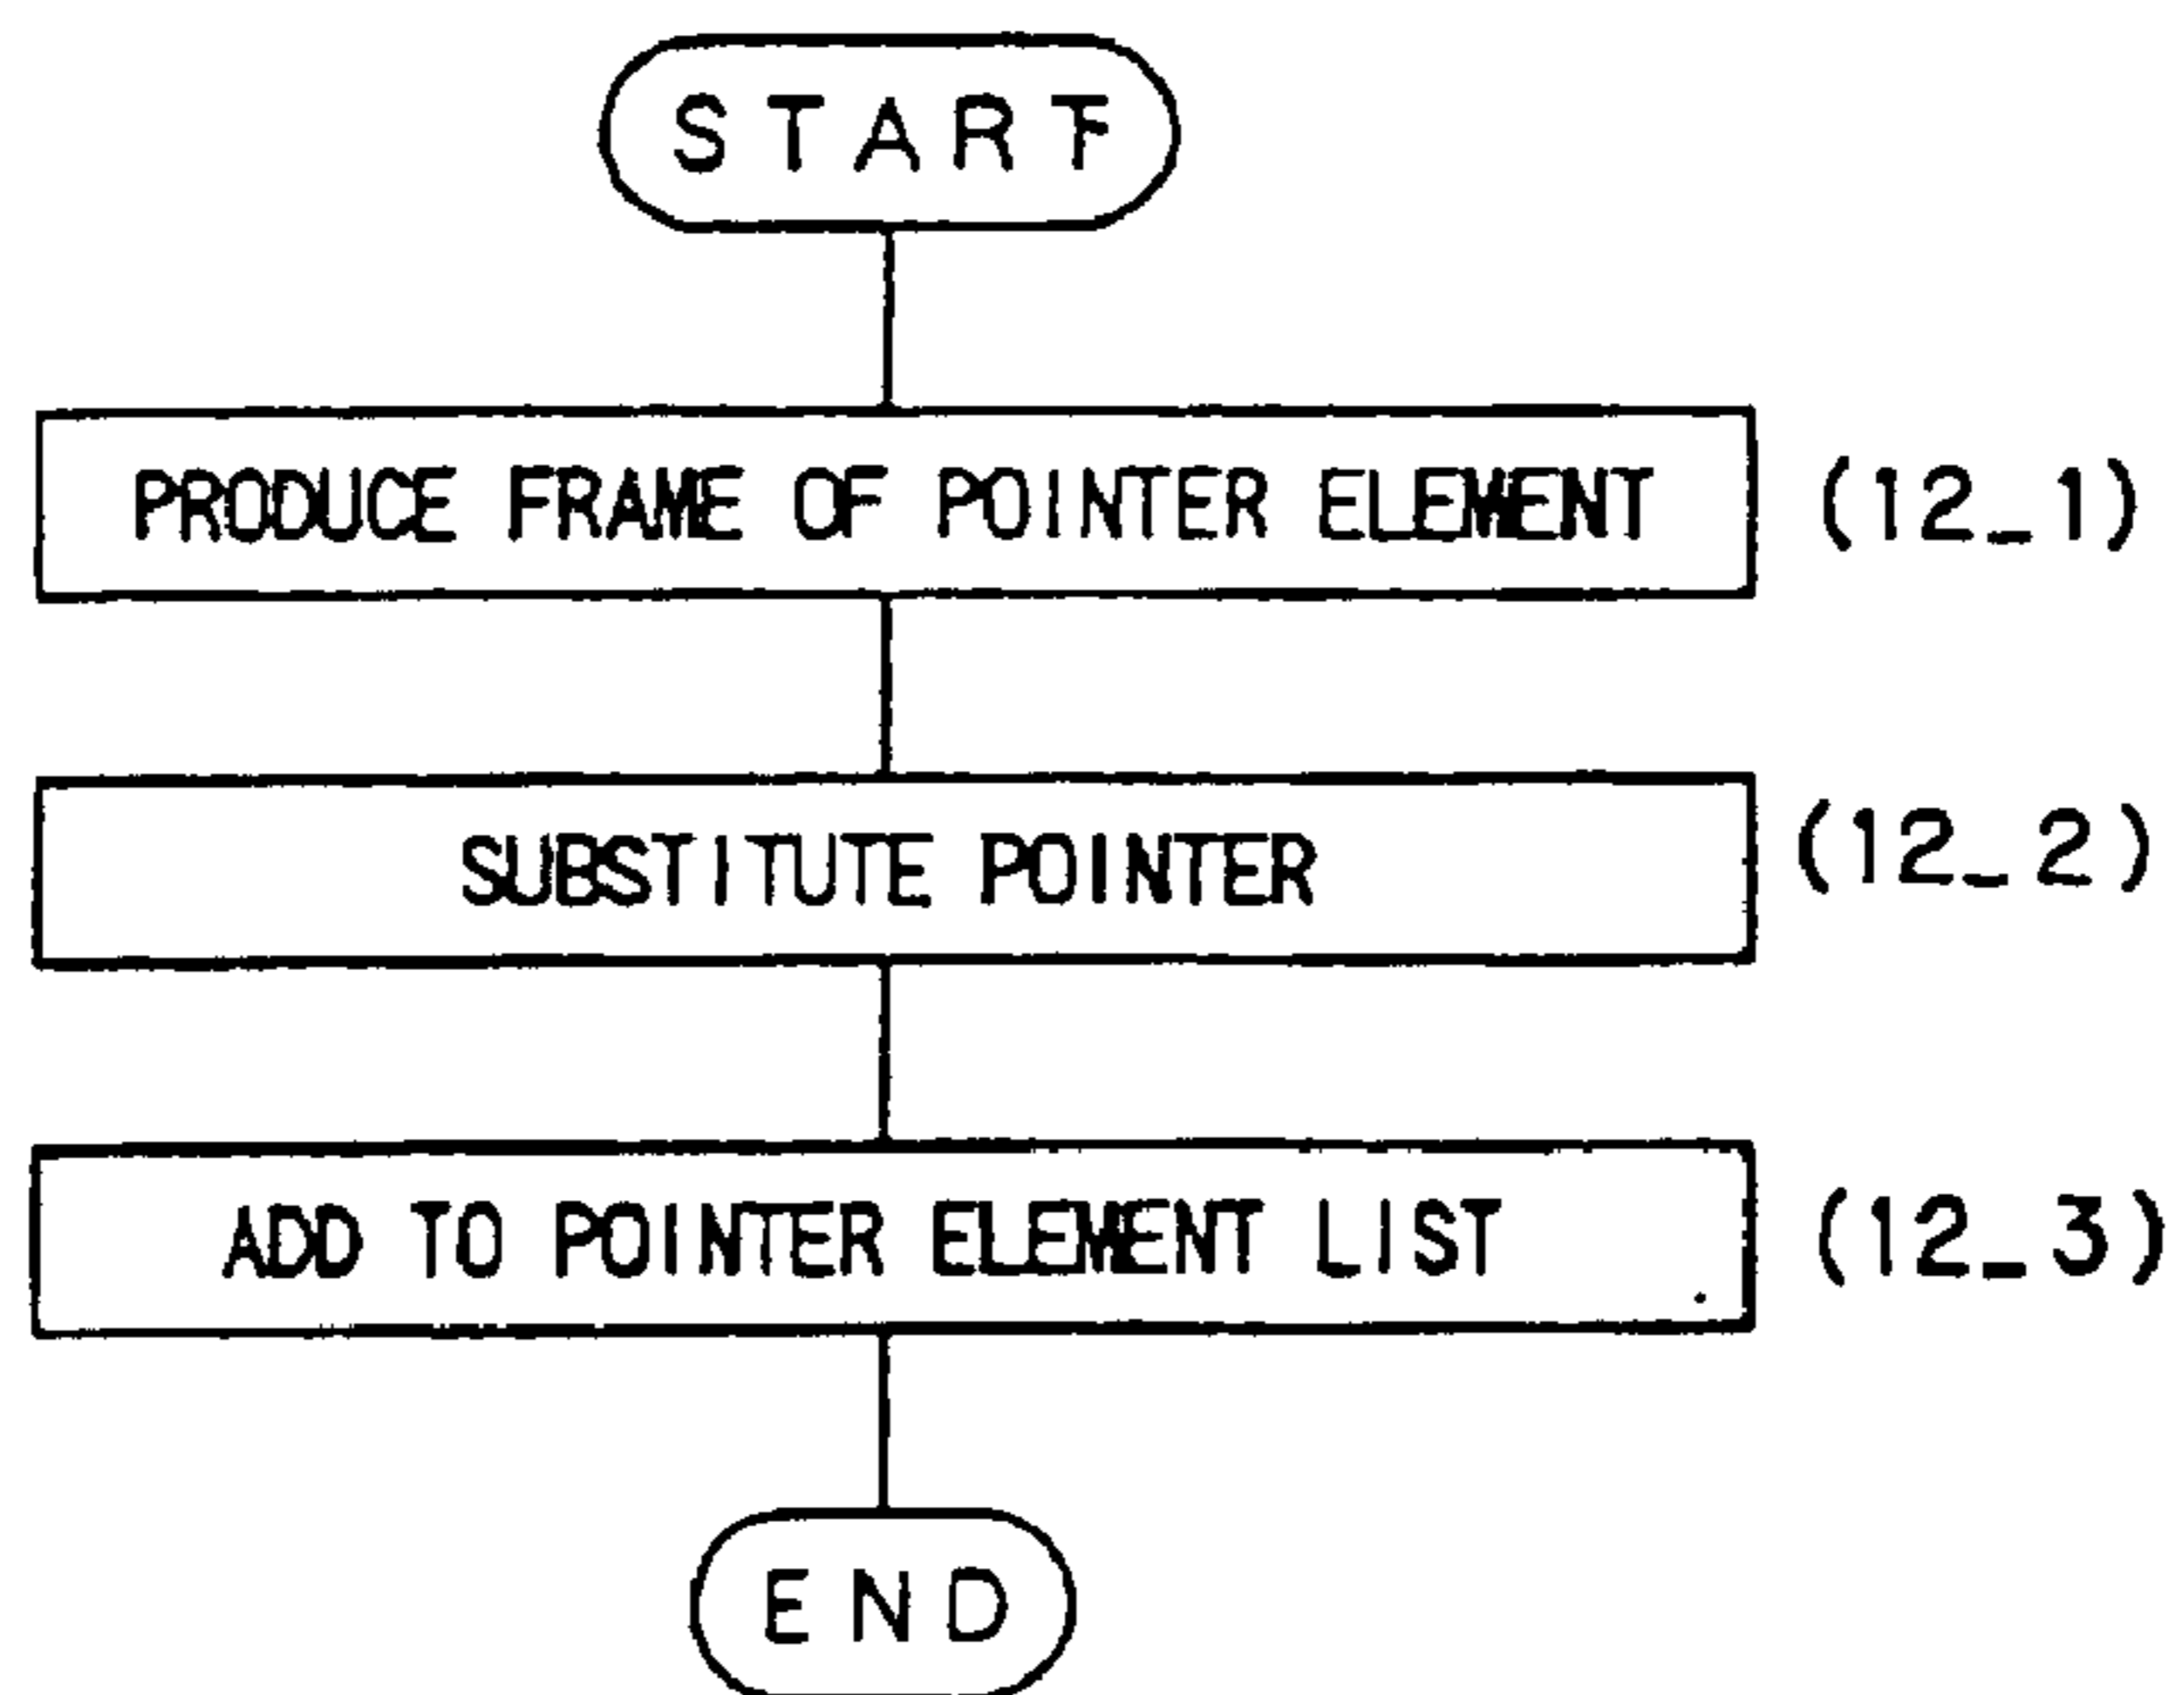 START
PRODUCE FRAME OF POINTER ELEMENT (12_1)
SUBSTITUTE POINTER (12_2)
ADD TO POINTER ELEMENT LIST (12_3)
END